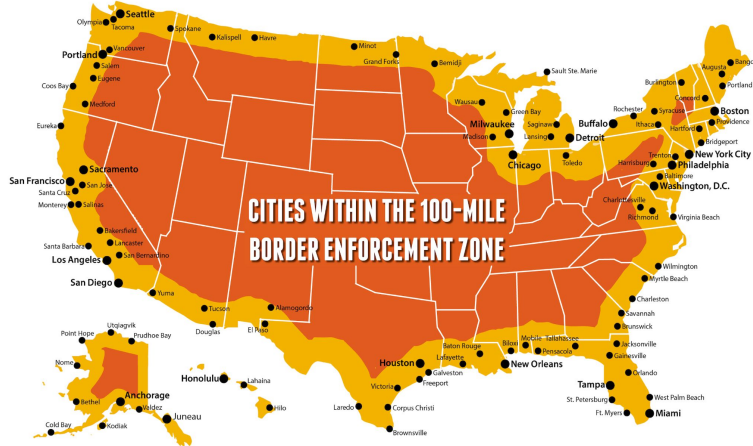 Seattle
Olympia
Tacoma
Spokane
Kalispell
Havre
Minot
Grand Forks
Bemidji
Sault Ste. Marie
Portland
Vancouver
Salem
Eugene
Coos Bay
Medford
Eureka
Wausau
Green Bay
Milwaukee
Madison
Saginaw
Lansing
Detroit
Chicago
Toledo
Buffalo
Rochester
Syracuse
Ithaca
Burlington
Augusta
Bango
Portland
Concord
Boston
Providence
Hartford
Bridgeport
New York City
Trenton
Philadelphia
Harrisburg
Baltimore
Washington, D.C.
Charlottesville
Richmond
Virginia Beach
Sacramento
San Francisco
San Jose
Santa Cruz
Monterey
Salinas
Bakersfield
Lancaster
Santa Barbara
San Bernardino
Los Angeles
San Diego
Yuma
Tucson
Douglas
Alamogordo
El Paso
CITIES WITHIN THE 100-MILE
BORDER ENFORCEMENT ZONE
Wilmington
Myrtle Beach
Charleston
Savannah
Brunswick
Jacksonville
Gainesville
Orlando
Tampa
St. Petersburg
West Palm Beach
Ft. Myers
Miami
Tallahassee
Mobile
Pensacola
Biloxi
New Orleans
Baton Rouge
Lafayette
Houston
Galveston
Freeport
Victoria
Corpus Christi
Laredo
Brownsville
Utqiagvik
Point Hope
Prudhoe Bay
Nome
Anchorage
Bethel
Valdez
Juneau
Cold Bay
Kodiak
Honolulu
Lahaina
Hilo